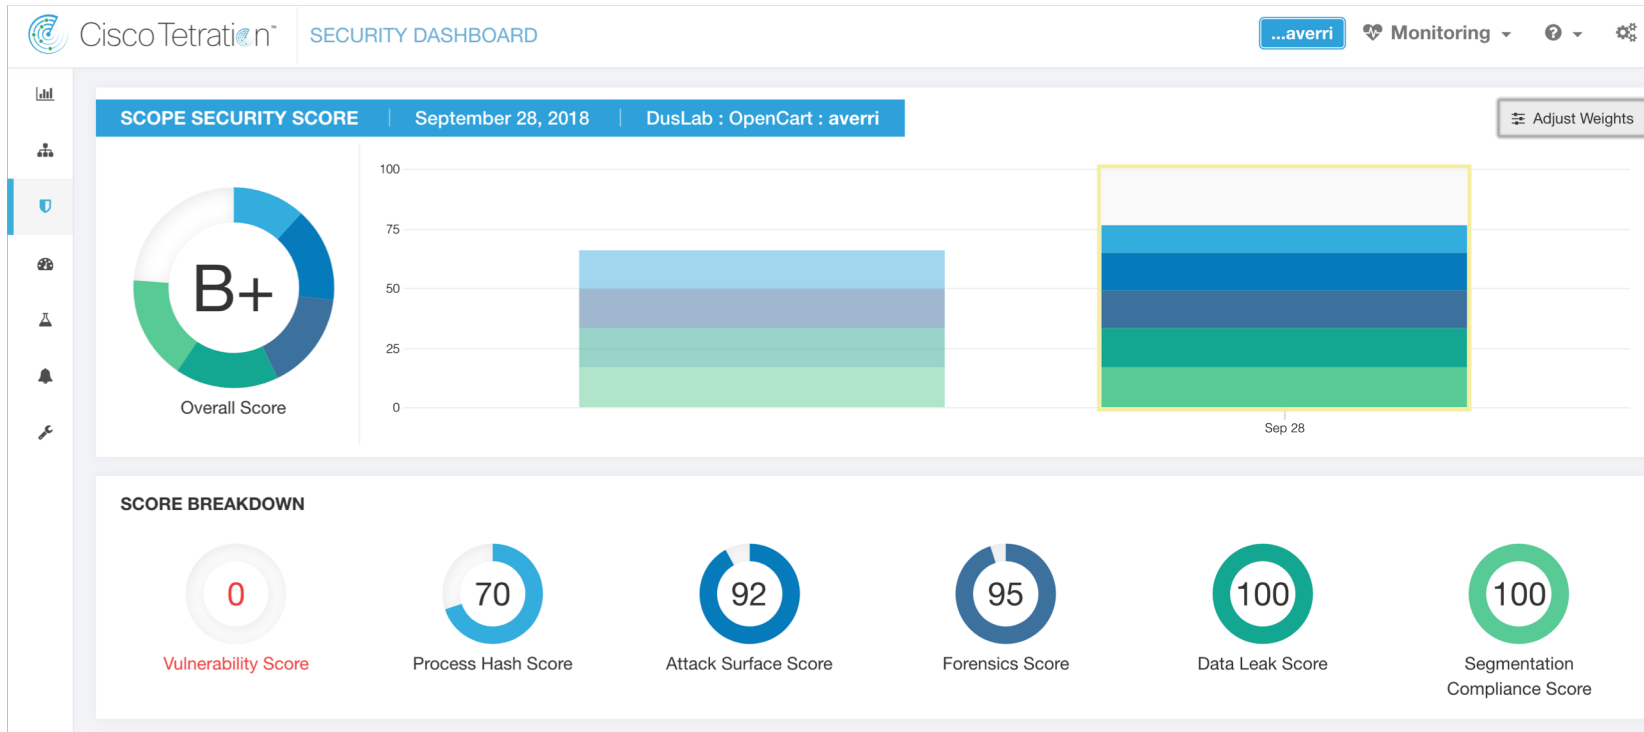 Cisco Tetration™ SECURITY DASHBOARD ...averri Monitoring
SCOPE SECURITY SCORE September 28, 2018 DusLab : OpenCart : averri Adjust Weights
B+
Overall Score
100
75
50
25
0
Sep 28
SCORE BREAKDOWN
0 70 92 95 100 100
Vulnerability Score Process Hash Score Attack Surface Score Forensics Score Data Leak Score Segmentation
Compliance Score